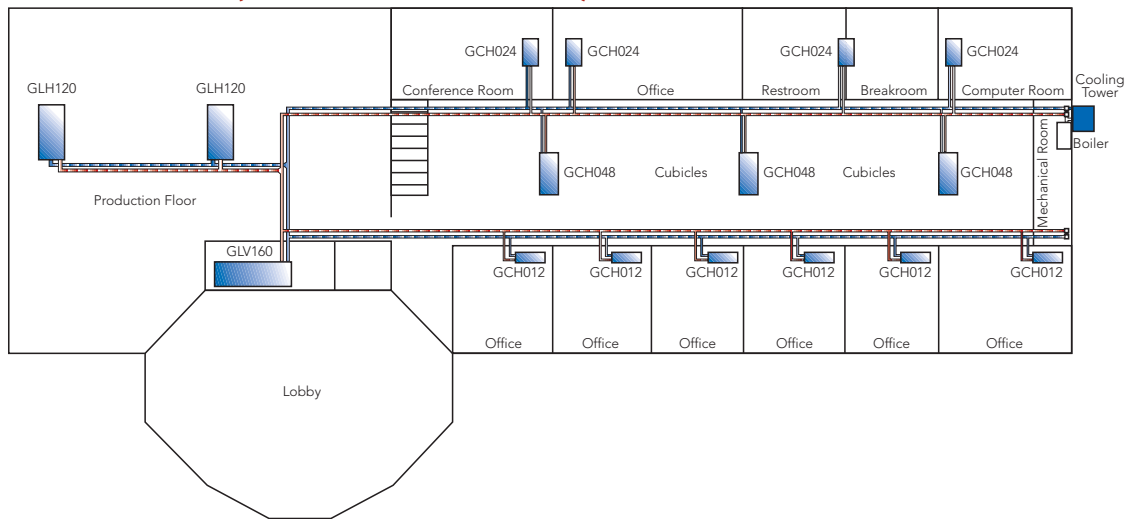 GCH024
GCH024
GCH024
GCH024
GLH120
GLH120
Conference Room
Office
Restroom
Breakroom
Computer Room
Cooling
Tower
Boiler
Mechanical Room
GCH048
Cubicles
GCH048
Cubicles
GCH048
Production Floor
GLV160
GCH012
GCH012
GCH012
GCH012
GCH012
GCH012
Office
Office
Office
Office
Office
Office
Lobby